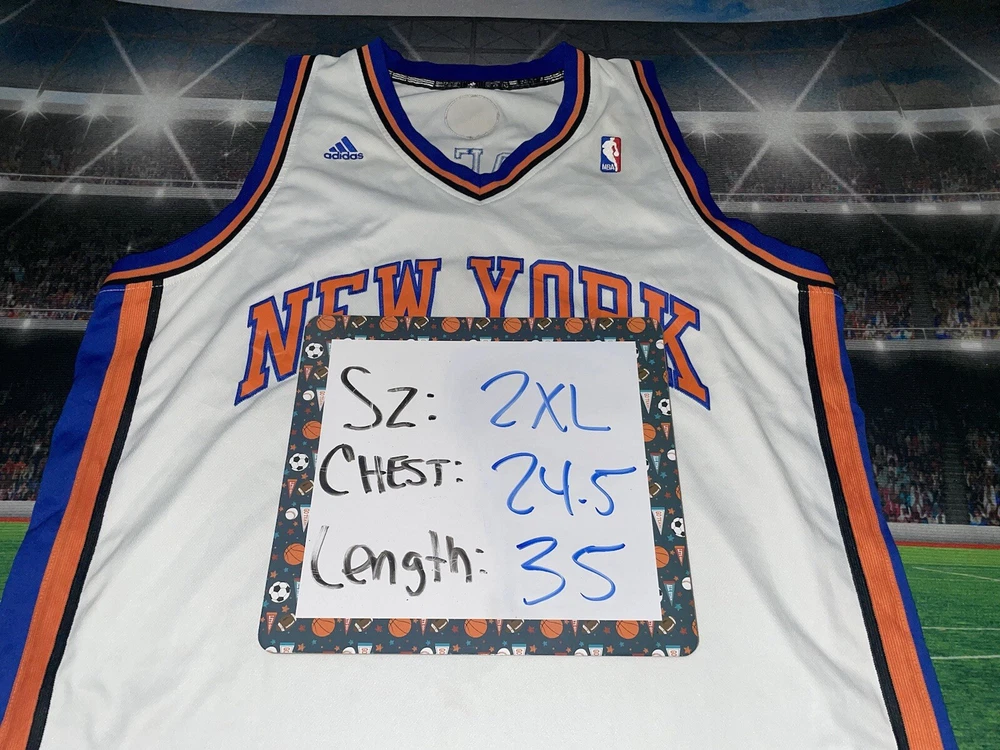 adidas
NBA
NEW YORK
Sz: 2XL
CHEST: 24.5
Length: 35